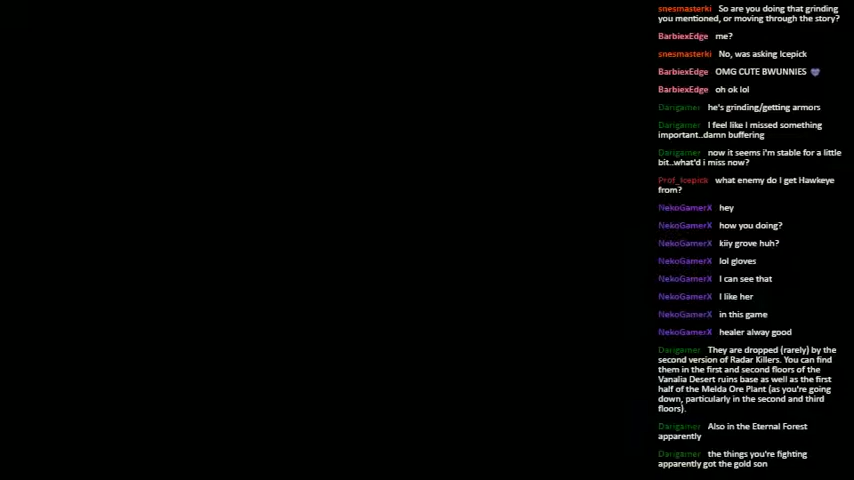 snesmasterki So are you doing that grinding
you mentioned, or moving through the story?
BarbiexEdge me?
snesmasterki No, was asking Icepick
BarbiexEdge OMG CUTE BWUNNIES
BarbiexEdge oh ok lol
Darigamer he's grinding/getting armors
Darigamer I feel like I missed something
important..damn buffering
Darigamer now it seems i'm stable for a little
bit..what'd i miss now?
Prof_Icepick what enemy do I get Hawkeye
from?
NekoGamerX hey
NekoGamerX how you doing?
NekoGamerX kiiy grove huh?
NekoGamerX lol gloves
NekoGamerX I can see that
NekoGamerX I like her
NekoGamerX in this game
NekoGamerX healer alway good
Darigamer They are dropped (rarely) by the
second version of Radar Killers. You can find
them in the first and second floors of the
Vanalia Desert ruins base as well as the first
half of the Melda Ore Plant (as you're going
down, particularly in the second and third
floors).
Darigamer Also in the Eternal Forest
apparently
Darigamer the things you're fighting
apparently got the gold son